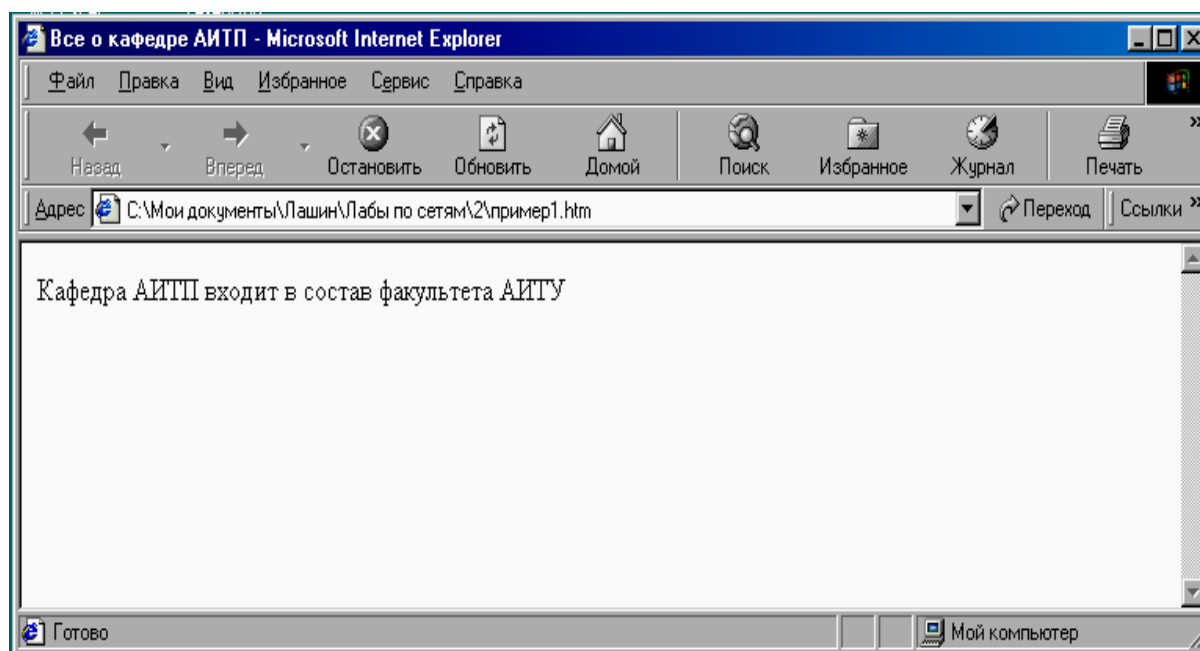 Все о кафедре АИТП - Microsoft Internet Explorer
Файл Правка Вид Избранное Сервис Справка
Назад Вперед Остановить Обновить Домой Поиск Избранное Журнал Печать »
Адрес C:\Мои документы\Лашин\Лабы по сетям\2\пример1.htm Переход Ссылки »
Кафедра АИТП входит в состав факультета АИТУ
Готово Мой компьютер